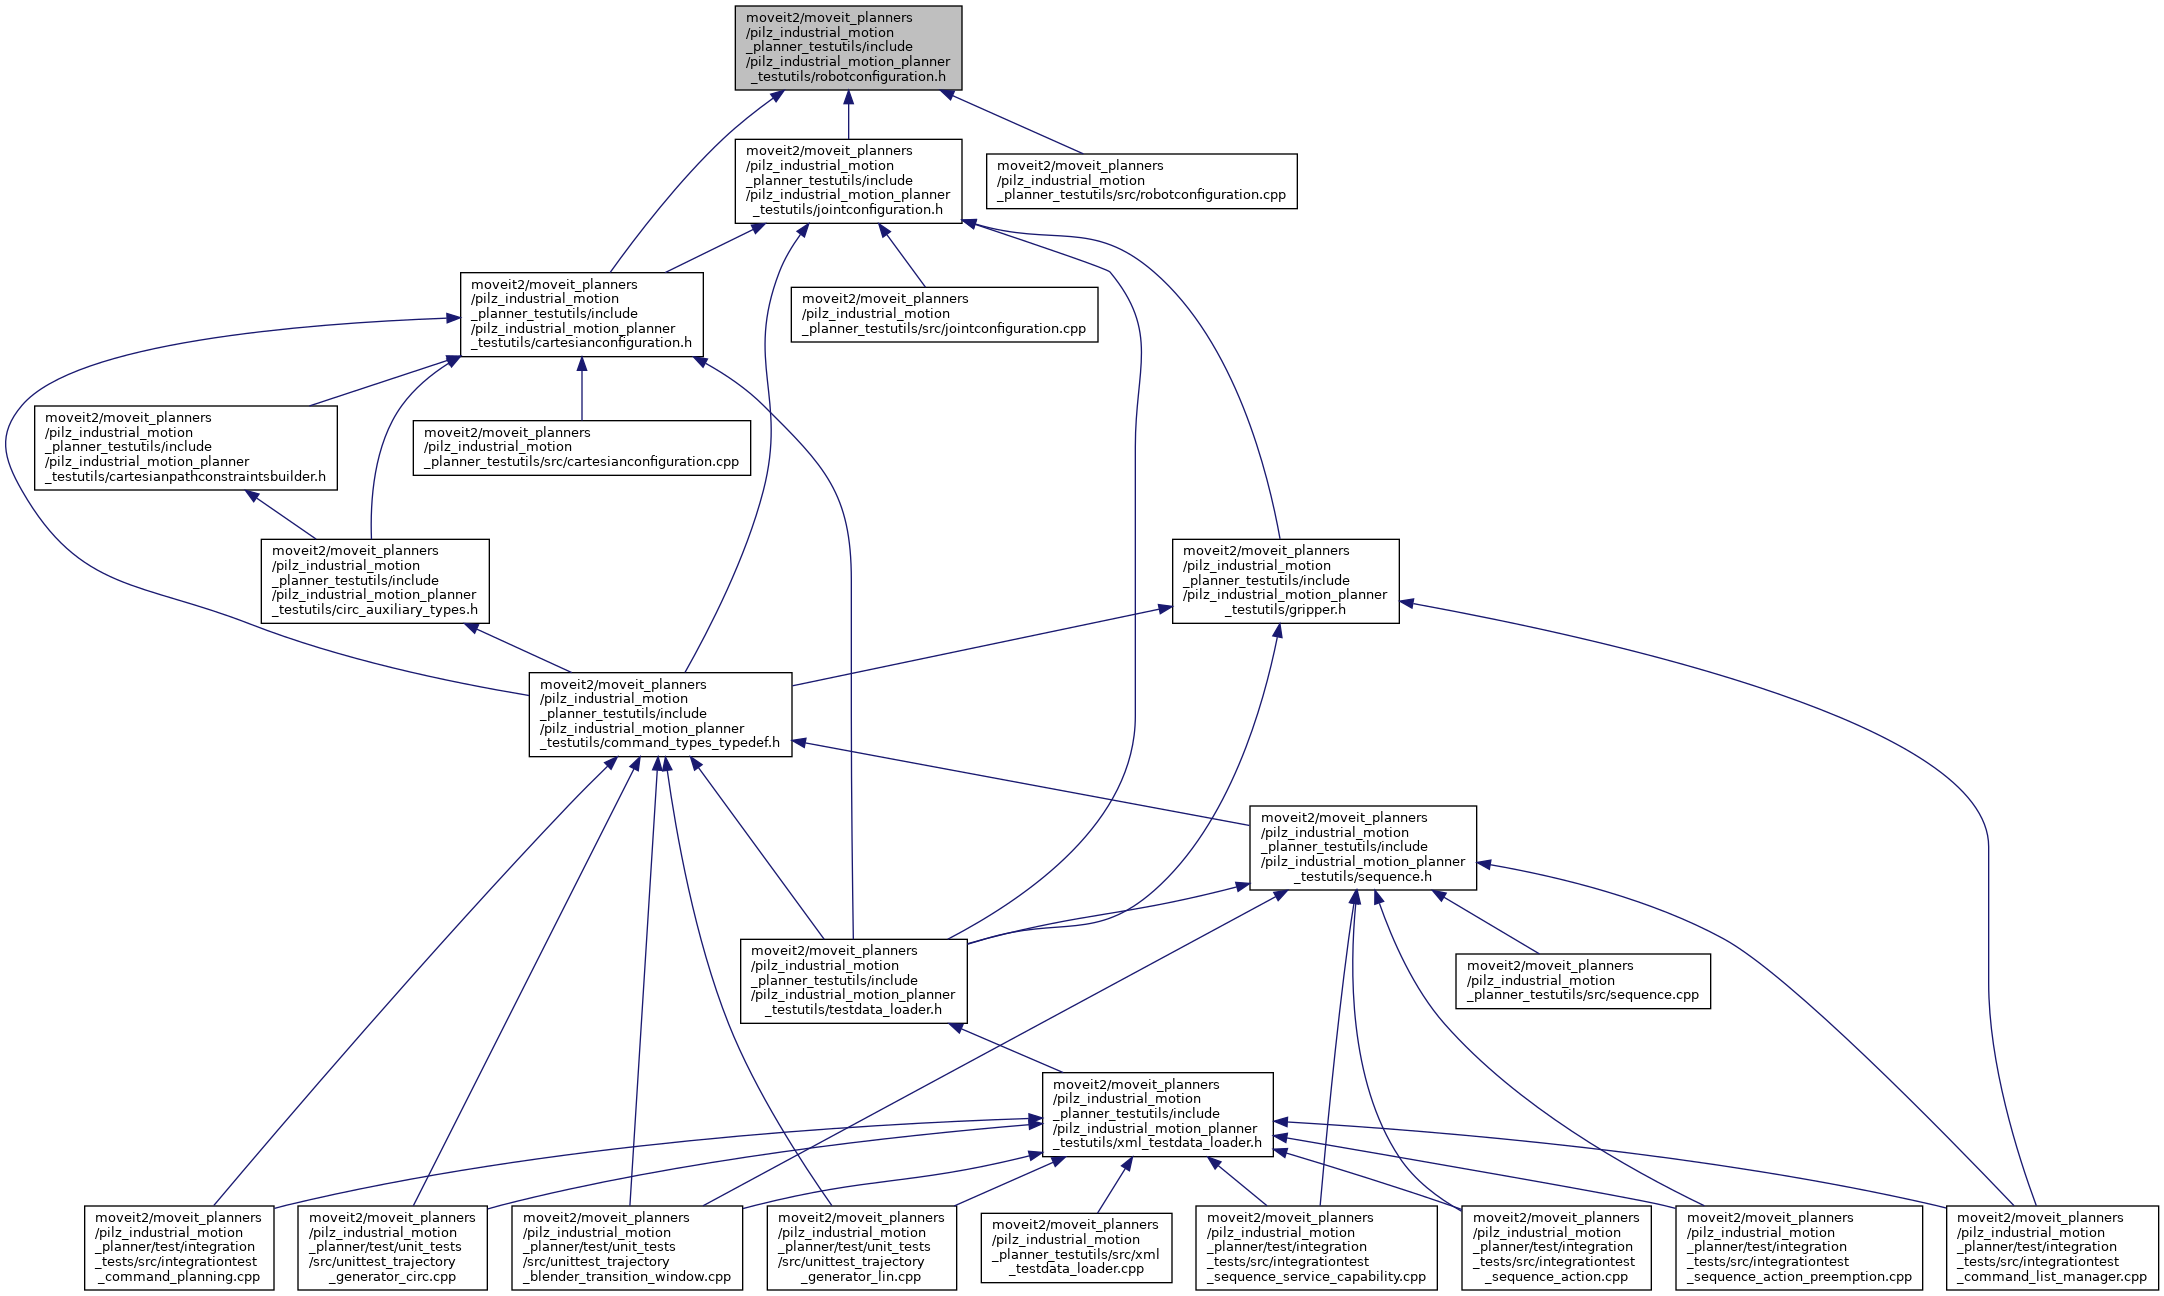 moveit2/moveit_planners
/pilz_industrial_motion
_planner_testutils/include
/pilz_industrial_motion_planner
_testutils/robotconfiguration.h
moveit2/moveit_planners
/pilz_industrial_motion
_planner_testutils/include
/pilz_industrial_motion_planner
_testutils/jointconfiguration.h
moveit2/moveit_planners
/pilz_industrial_motion
_planner_testutils/src/robotconfiguration.cpp
moveit2/moveit_planners
/pilz_industrial_motion
_planner_testutils/include
/pilz_industrial_motion_planner
_testutils/cartesianconfiguration.h
moveit2/moveit_planners
/pilz_industrial_motion
_planner_testutils/src/jointconfiguration.cpp
moveit2/moveit_planners
/pilz_industrial_motion
_planner_testutils/include
/pilz_industrial_motion_planner
_testutils/cartesianpathconstraintsbuilder.h
moveit2/moveit_planners
/pilz_industrial_motion
_planner_testutils/src/cartesianconfiguration.cpp
moveit2/moveit_planners
/pilz_industrial_motion
_planner_testutils/include
/pilz_industrial_motion_planner
_testutils/circ_auxiliary_types.h
moveit2/moveit_planners
/pilz_industrial_motion
_planner_testutils/include
/pilz_industrial_motion_planner
_testutils/gripper.h
moveit2/moveit_planners
/pilz_industrial_motion
_planner_testutils/include
/pilz_industrial_motion_planner
_testutils/command_types_typedef.h
moveit2/moveit_planners
/pilz_industrial_motion
_planner_testutils/include
/pilz_industrial_motion_planner
_testutils/sequence.h
moveit2/moveit_planners
/pilz_industrial_motion
_planner_testutils/include
/pilz_industrial_motion_planner
_testutils/testdata_loader.h
moveit2/moveit_planners
/pilz_industrial_motion
_planner_testutils/src/sequence.cpp
moveit2/moveit_planners
/pilz_industrial_motion
_planner_testutils/include
/pilz_industrial_motion_planner
_testutils/xml_testdata_loader.h
moveit2/moveit_planners
/pilz_industrial_motion
_planner/test/integration
_tests/src/integrationtest
_command_planning.cpp
moveit2/moveit_planners
/pilz_industrial_motion
_planner/test/unit_tests
/src/unittest_trajectory
_generator_circ.cpp
moveit2/moveit_planners
/pilz_industrial_motion
_planner/test/unit_tests
/src/unittest_trajectory
_blender_transition_window.cpp
moveit2/moveit_planners
/pilz_industrial_motion
_planner/test/unit_tests
/src/unittest_trajectory
_generator_lin.cpp
moveit2/moveit_planners
/pilz_industrial_motion
_planner_testutils/src/xml
_testdata_loader.cpp
moveit2/moveit_planners
/pilz_industrial_motion
_planner/test/integration
_tests/src/integrationtest
_sequence_service_capability.cpp
moveit2/moveit_planners
/pilz_industrial_motion
_planner/test/integration
_tests/src/integrationtest
_sequence_action.cpp
moveit2/moveit_planners
/pilz_industrial_motion
_planner/test/integration
_tests/src/integrationtest
_sequence_action_preemption.cpp
moveit2/moveit_planners
/pilz_industrial_motion
_planner/test/integration
_tests/src/integrationtest
_command_list_manager.cpp